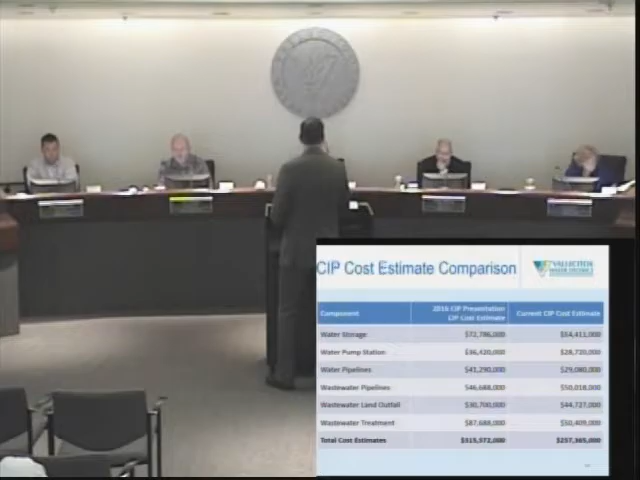 CIP Cost Estimate Comparison
VALLECITOS
WATER DISTRICT
Component
2016 CIP Presentation
CIP Cost Estimate
Current CIP Cost Estimate
Water Storage
$72,786,000
$54,411,000
Water Pump Station
$36,420,000
$28,720,000
Water Pipelines
$41,290,000
$29,080,000
Wastewater Pipelines
$46,688,000
$50,018,000
Wastewater Land Outfall
$30,700,000
$44,727,000
Wastewater Treatment
$87,688,000
$50,409,000
Total Cost Estimates
$315,572,000
$257,365,000